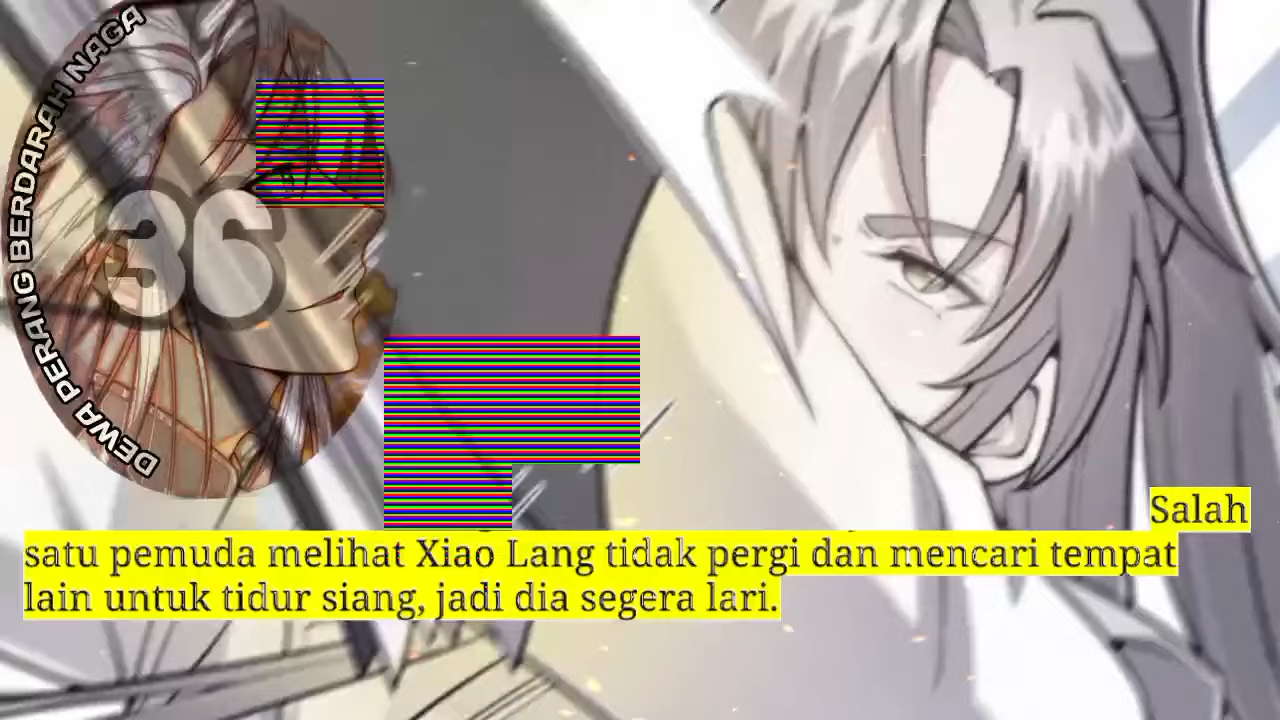 DEWA PERANG BERDARAH NAGA
36
Salah
satu pemuda melihat Xiao Lang tidak pergi dan mencari tempat
lain untuk tidur siang, jadi dia segera lari.